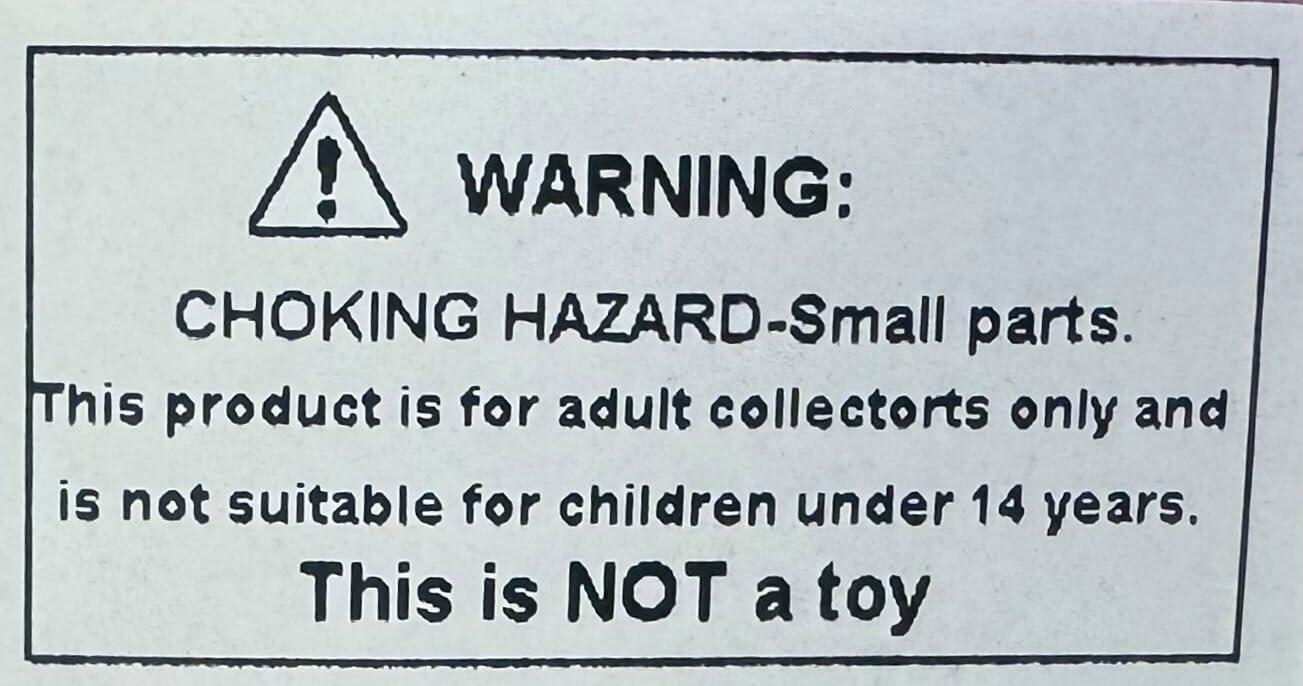 WARNING:
CHOKING HAZARD-Small parts.
This product is for adult collectorts only and
is not suitable for children under 14 years.
This is NOT a toy